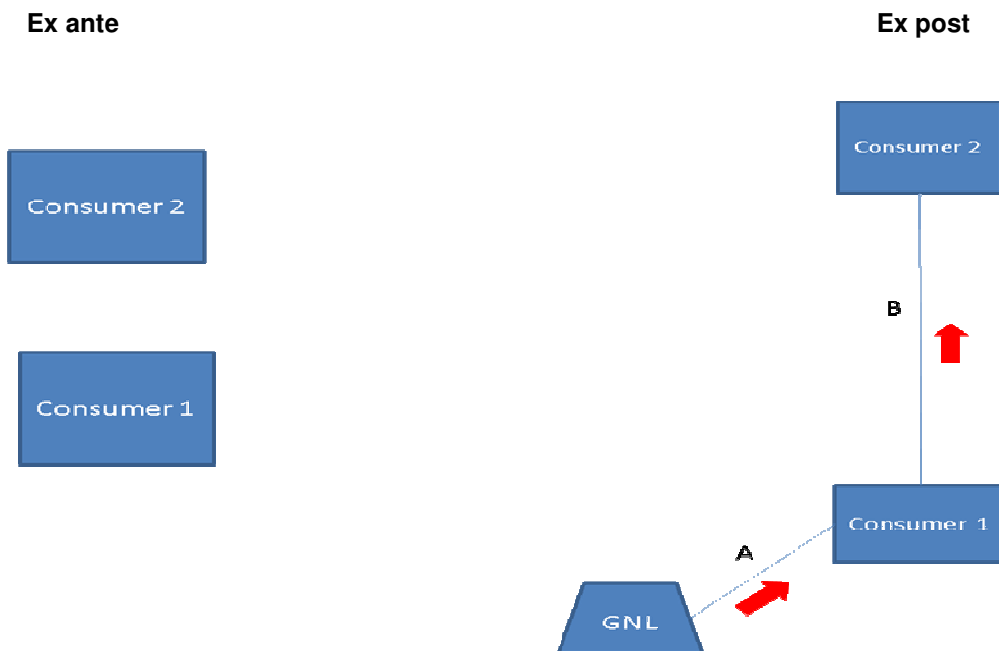 Ex ante
Ex post
Consumer 2
Consumer 2
B
Consumer 1
Consumer 1
A
GNL